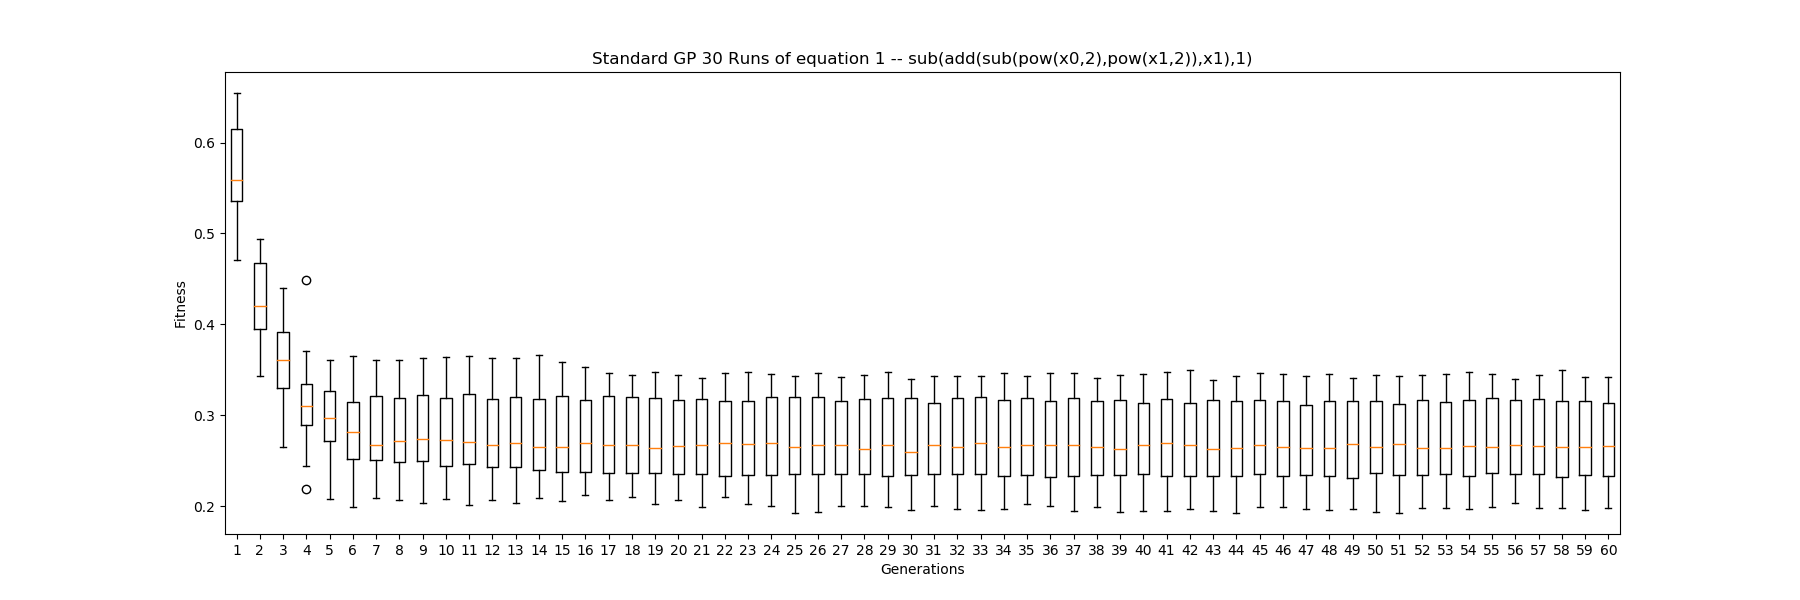 Standard GP 30 Runs of equation 1 -- sub(add(sub(pow(x0,2),pow(x1,2)),x1),1)
0.6
0.5
0.4
0.3
0.2
Fitness
1 2 3 4 5 6 7 8 9 10 11 12 13 14 15 16 17 18 19 20 21 22 23 24 25 26 27 28 29 30 31 32 33 34 35 36 37 38 39 40 41 42 43 44 45 46 47 48 49 50 51 52 53 54 55 56 57 58 59 60
Generations